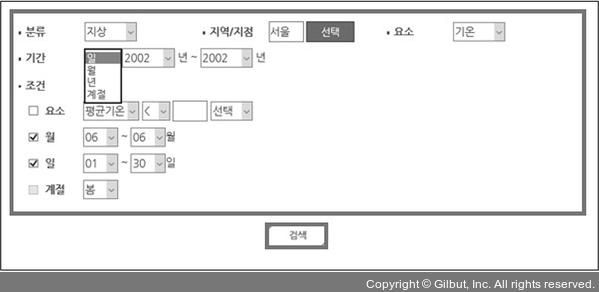 분류 지상 지역/지점 서울 선택 요소 기온
기간 일 2002 년 ~ 2002 년
월
년
계절
조건
요소 평균기온 < 선택
월 06 ~ 06 월
일 01 ~ 30 일
계절 봄
검색
Copyright © Gilbut, Inc. All rights reserved.